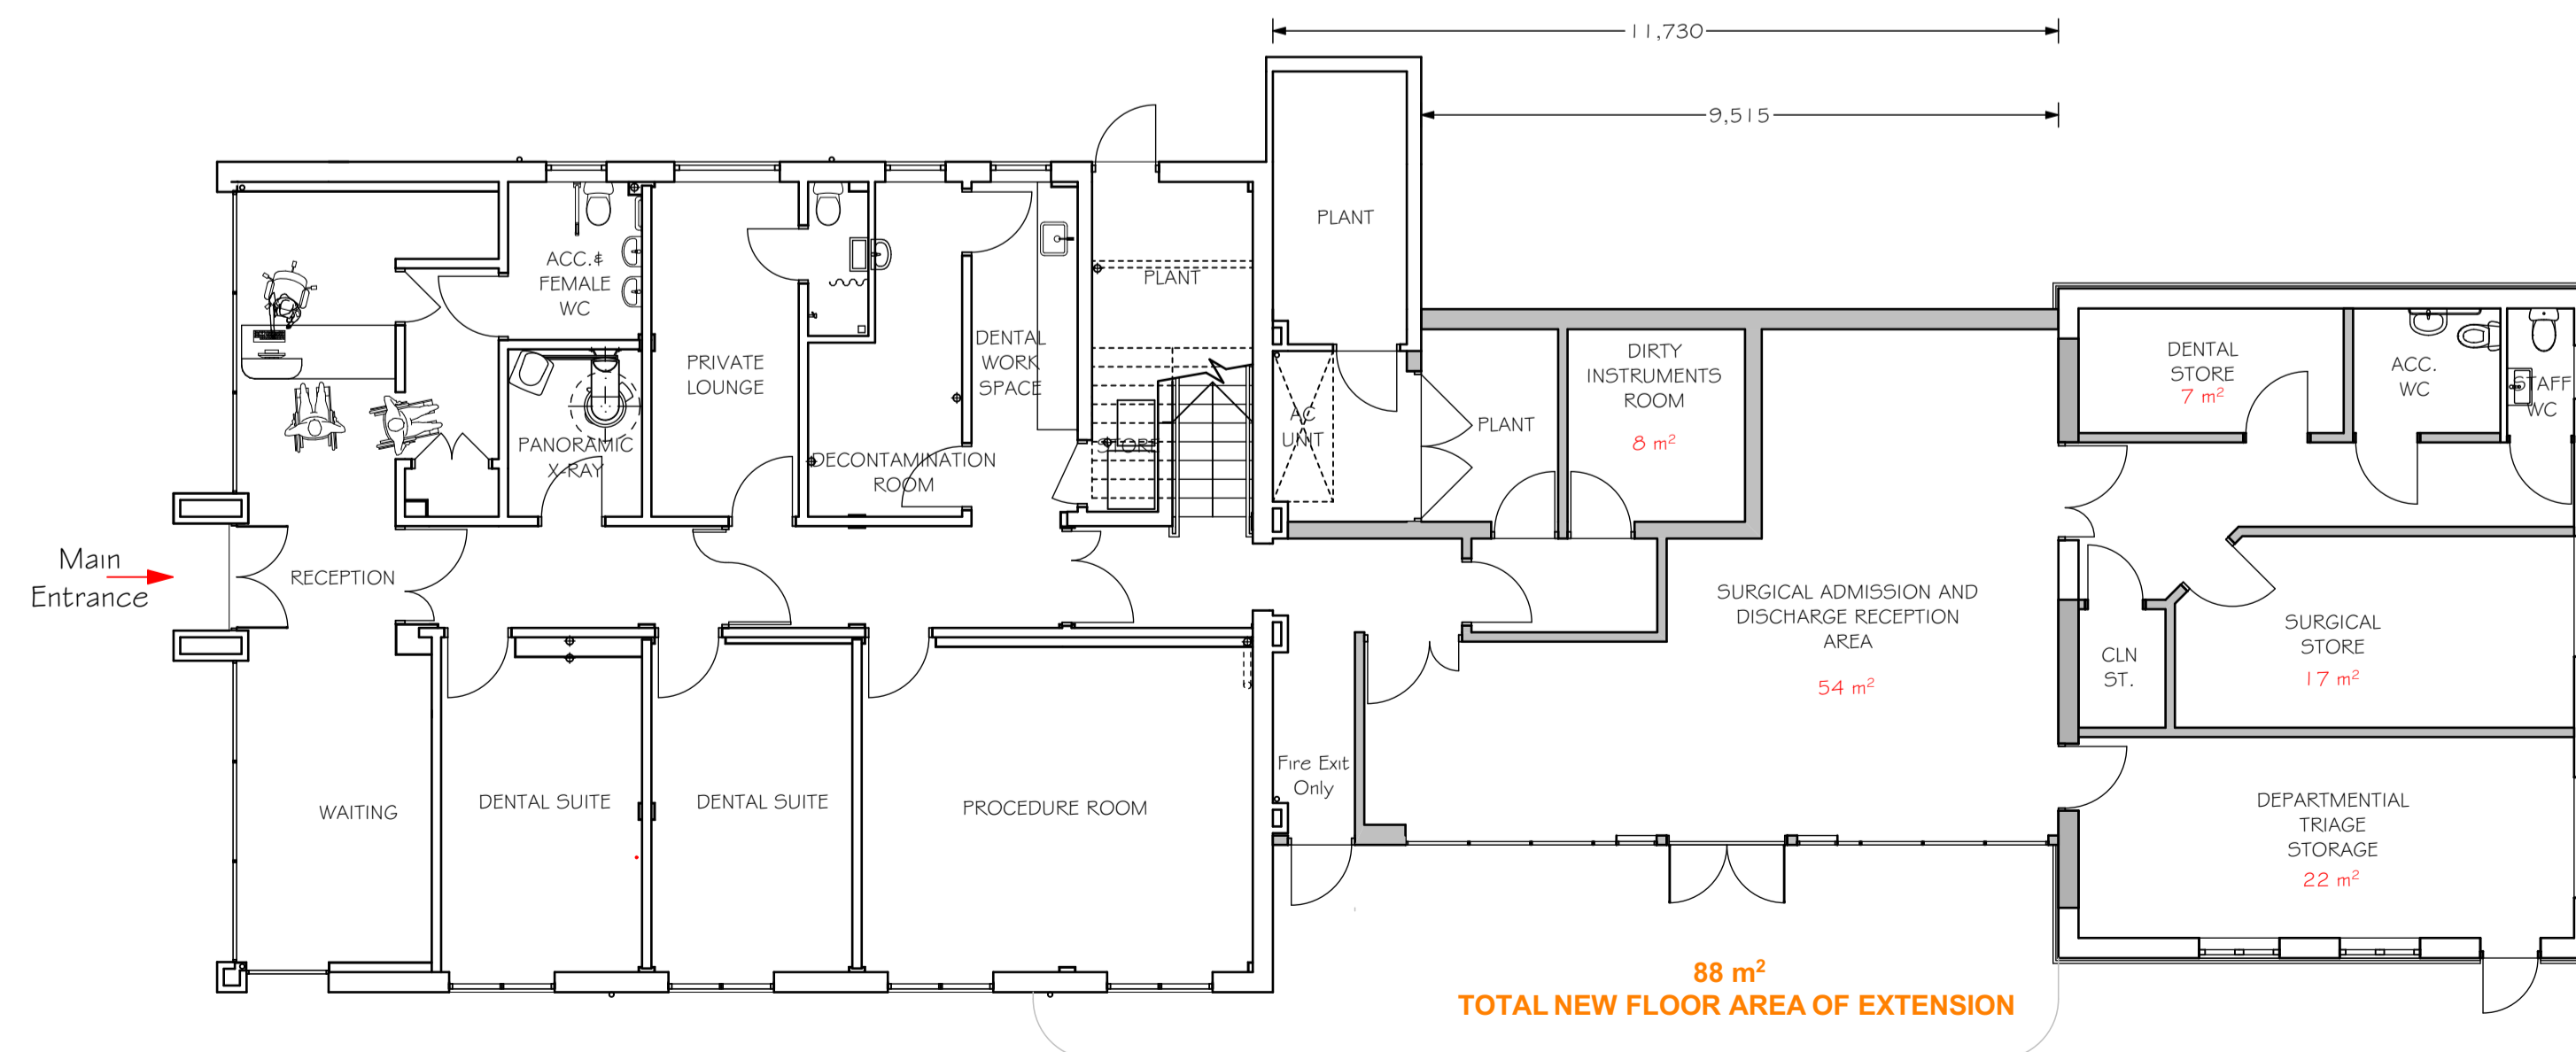 11,730
9,515
PLANT
ACC.&
FEMALE
WC
PLANT
PRIVATE
LOUNGE
DENTAL
WORK
SPACE
DIRTY
INSTRUMENTS
ROOM
8 m²
DENTAL
STORE
7 m²
ACC.
WC
STAFF
WC
PANORAMIC
X-RAY
DECONTAMINATION
ROOM
STORE
AC
UNIT
PLANT
Main
Entrance
RECEPTION
SURGICAL ADMISSION AND
DISCHARGE RECEPTION
AREA
54 m²
CLN
ST.
SURGICAL
STORE
17 m²
WAITING
DENTAL SUITE
DENTAL SUITE
PROCEDURE ROOM
Fire Exit
Only
DEPARTMENTIAL
TRIAGE
STORAGE
22 m²
88 m²
TOTAL NEW FLOOR AREA OF EXTENSION